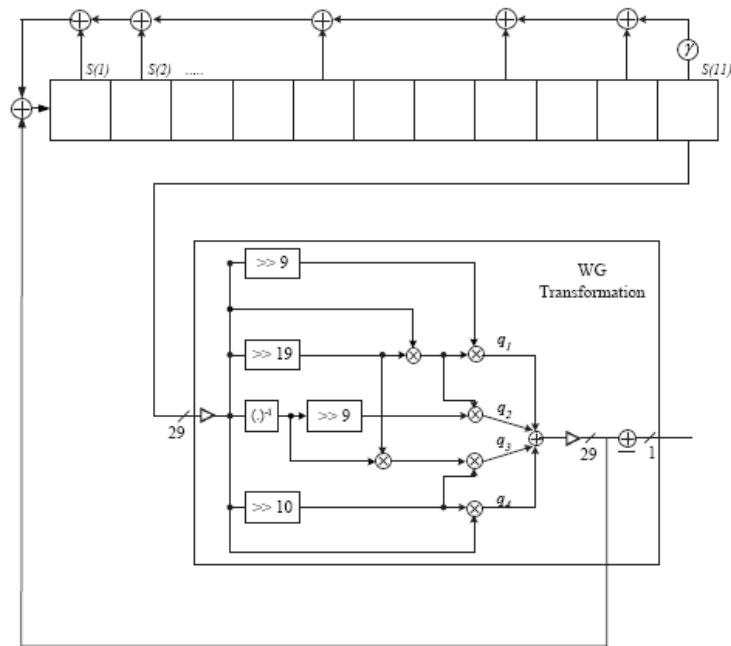 γ
S(1) S(2) ..... S(11)
>> 9
WG
Transformation
q1
>> 19
q2
(.)-1
>> 9
29
q3
29
1
>> 10
q4